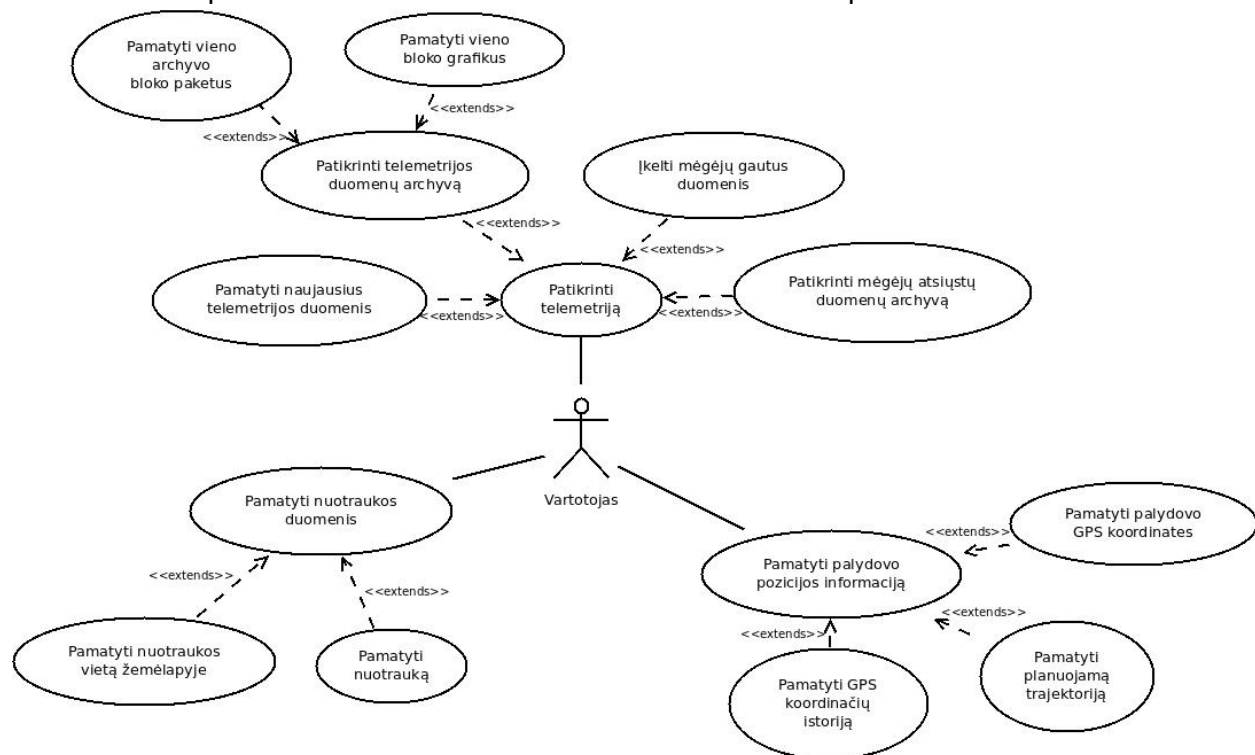 Pamatyti vieno
archyvo
bloko paketus
Pamatyti vieno
bloko grafikus
<<extends>>
<<extends>>
Patikrinti telemetrijos
duomenų archyvą
Įkelti mėgėjų gautus
duomenis
<<extends>>
<<extends>>
Pamatyti naujausius
telemetrijos duomenis
<<extends>>
Patikrinti
telemetriją
<<extends>>
Patikrinti mėgėjų atsiųstų
duomenų archyvą
Vartotojas
Pamatyti nuotraukos
duomenis
<<extends>>
<<extends>>
Pamatyti nuotraukos
vietą žemėlapyje
Pamatyti
nuotrauką
Pamatyti palydovo
pozicijos informaciją
<<extends>>
Pamatyti palydovo
GPS koordinates
<<extends>>
<<extends>>
Pamatyti GPS
koordinačių
istoriją
Pamatyti
planuojamą
trajektoriją